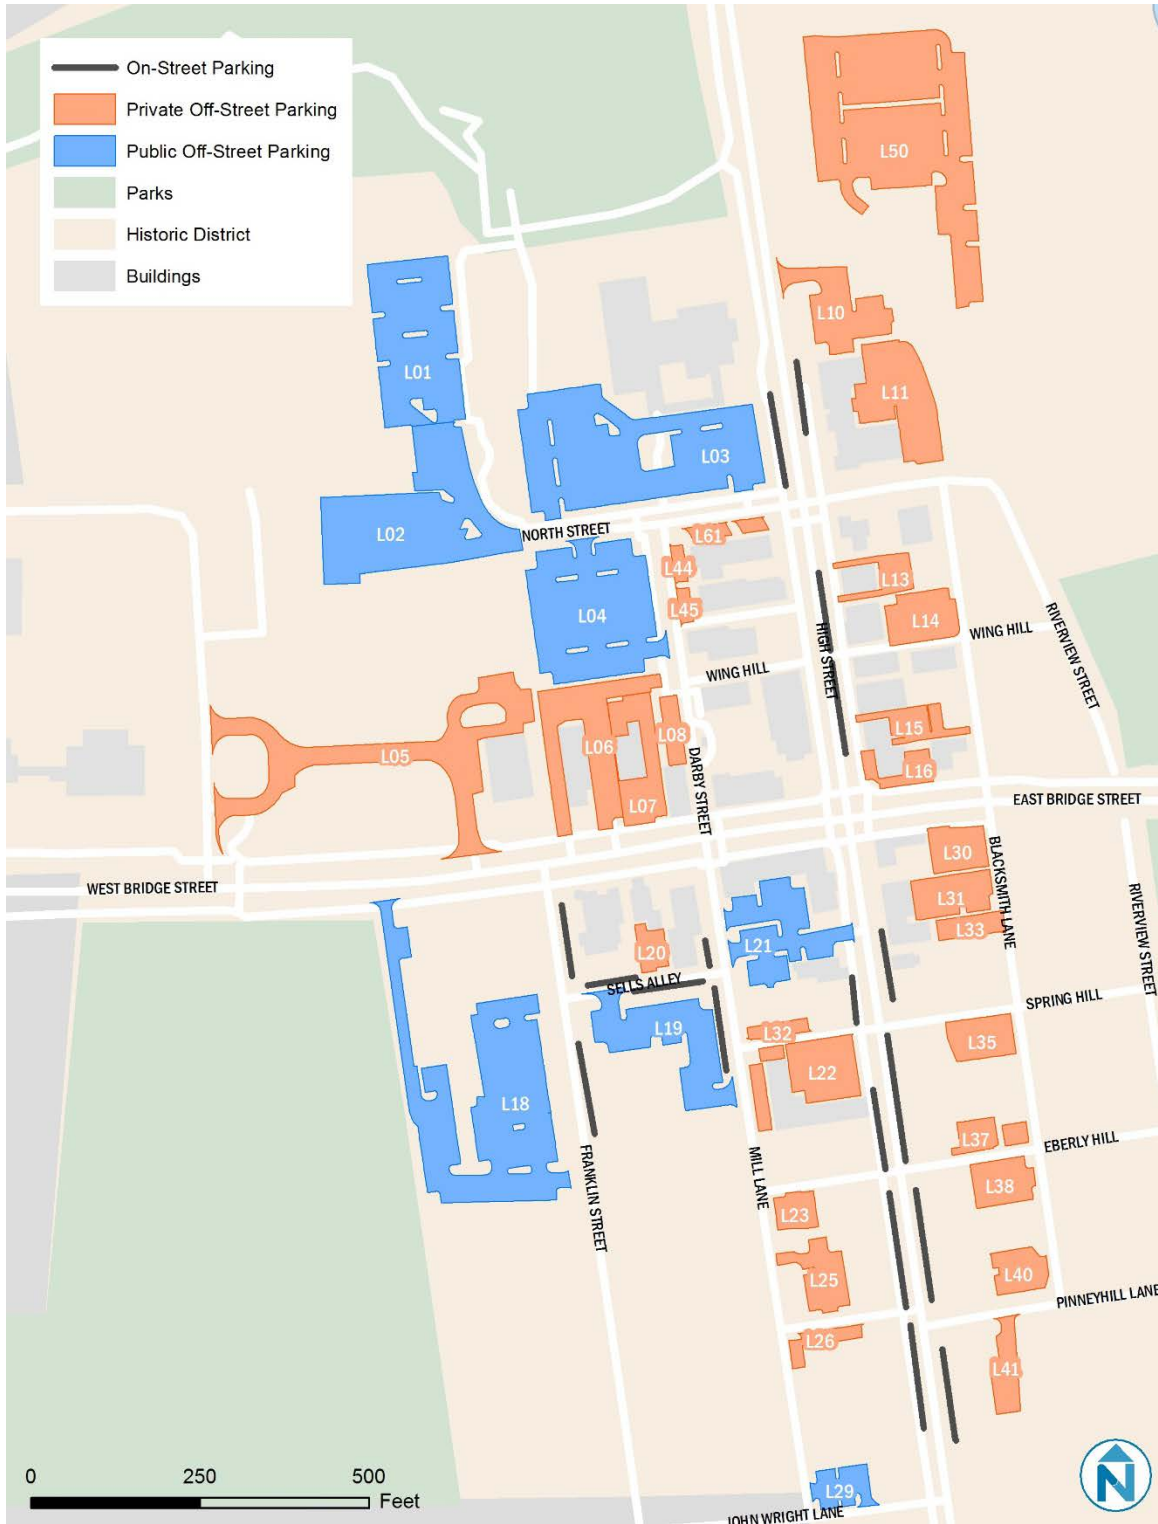 On-Street Parking
Private Off-Street Parking
Public Off-Street Parking
Parks
Historic District
Buildings
L50
L10
L01
L11
L03
L02
NORTH STREET
L61
L44
L13
L45
L04
L14
HIGH STREET
WING HILL
RIVERVIEW STREET
WING HILL
L15
L08
L06
L05
L16
L07
DARBY STREET
EAST BRIDGE STREET
L30
BLACKSMITH LANE
WEST BRIDGE STREET
L31
L33
RIVERVIEW STREET
L21
L20
SELLS ALLEY
SPRING HILL
L19
L32
L35
L22
L18
L37
EBERLY HILL
MILL LANE
L38
FRANKLIN STREET
L23
L25
L40
PINNEYHILL LANE
L26
L41
0 250 500
Feet
N
L29
JOHN WRIGHT LANE